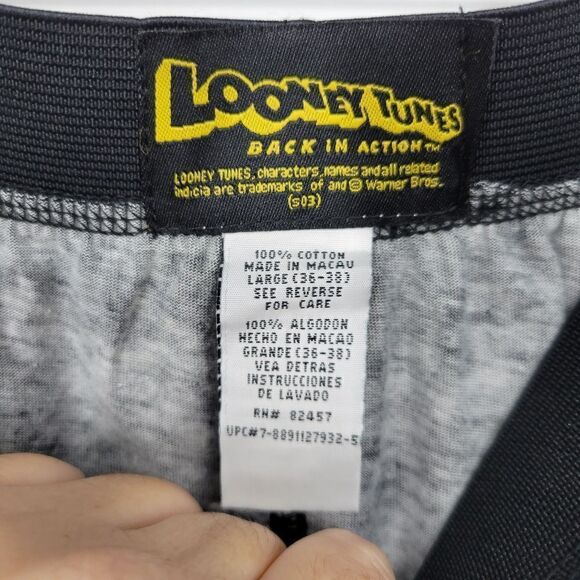 LOONEY TUNES
BACK IN ACTION™
LOONEY TUNES, characters, names and all related
indicia are trademarks of and © Warner Bros.
(s03)
100% COTTON
MADE IN MACAU
LARGE (36-38)
SEE REVERSE
FOR CARE
100% ALGODON
HECHO EN MACAO
GRANDE (36-38)
VEA DETRAS
INSTRUCCIONES
DE LAVADO
RN# 82457
UPC#7-8891127932-5